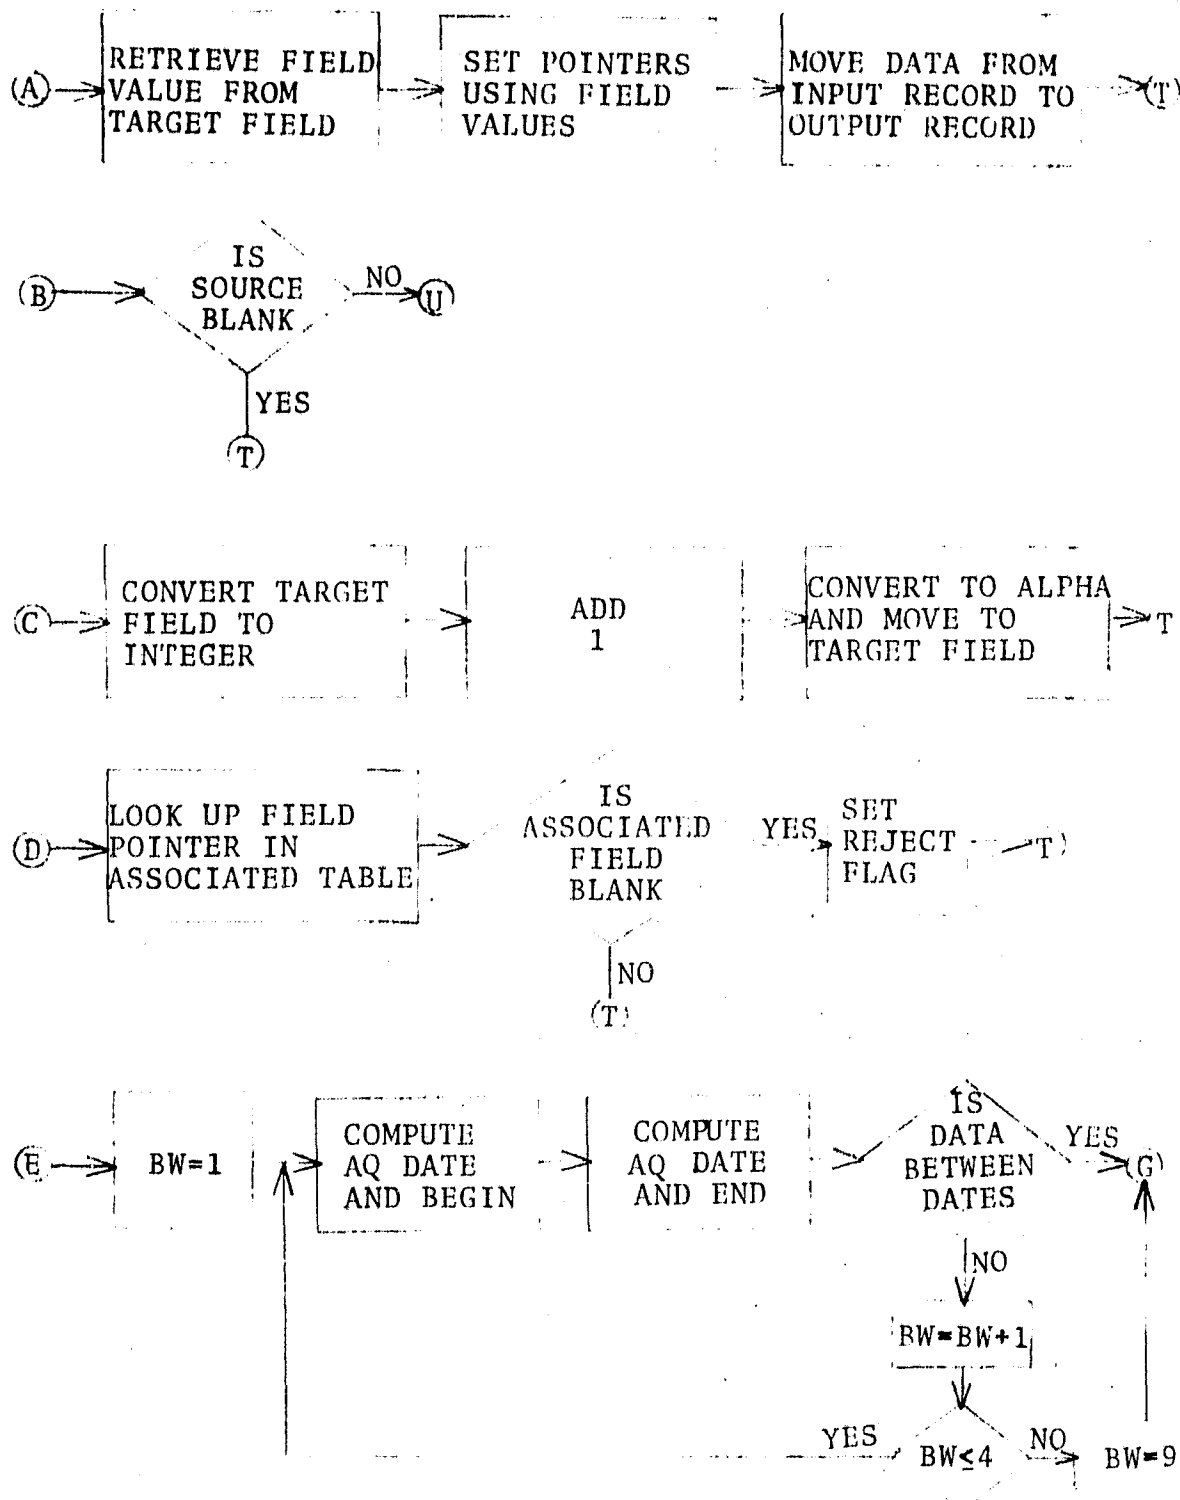 (A)
RETRIEVE FIELD
VALUE FROM
TARGET FIELD
SET POINTERS
USING FIELD
VALUES
MOVE DATA FROM
INPUT RECORD TO
OUTPUT RECORD
(T)
(B)
IS
SOURCE
BLANK
NO
U
YES
T
C
CONVERT TARGET
FIELD TO
INTEGER
ADD
1
CONVERT TO ALPHA
AND MOVE TO
TARGET FIELD
T
D
LOOK UP FIELD
POINTER IN
ASSOCIATED TABLE
IS
ASSOCIATED
FIELD
BLANK
YES
SET
REJECT
FLAG
T)
NO
(T)
E
BW=1
COMPUTE
AQ DATE
AND BEGIN
COMPUTE
AQ DATE
AND END
IS
DATA
BETWEEN
DATES
YES
(G)
NO
BW=BW+1
YES
BW≤4
NO
BW=9